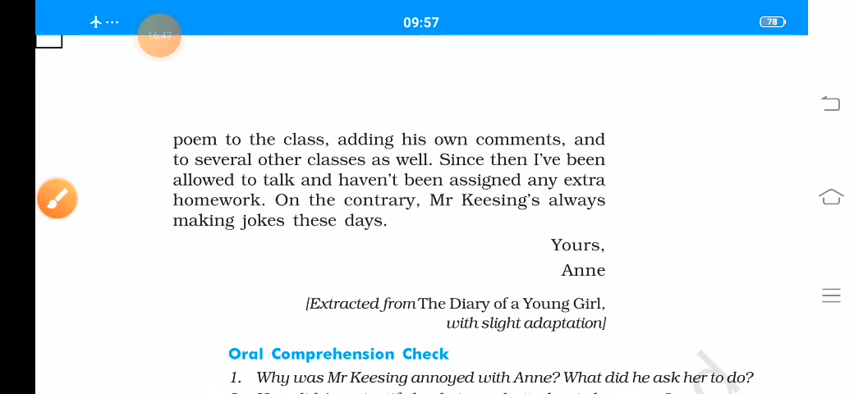 09:57
78
16:47
poem to the class, adding his own comments, and
to several other classes as well. Since then I've been
allowed to talk and haven't been assigned any extra
homework. On the contrary, Mr Keesing's always
making jokes these days.
Yours,
Anne
[Extracted from The Diary of a Young Girl,
with slight adaptation]
Oral Comprehension Check
1. Why was Mr Keesing annoyed with Anne? What did he ask her to do?